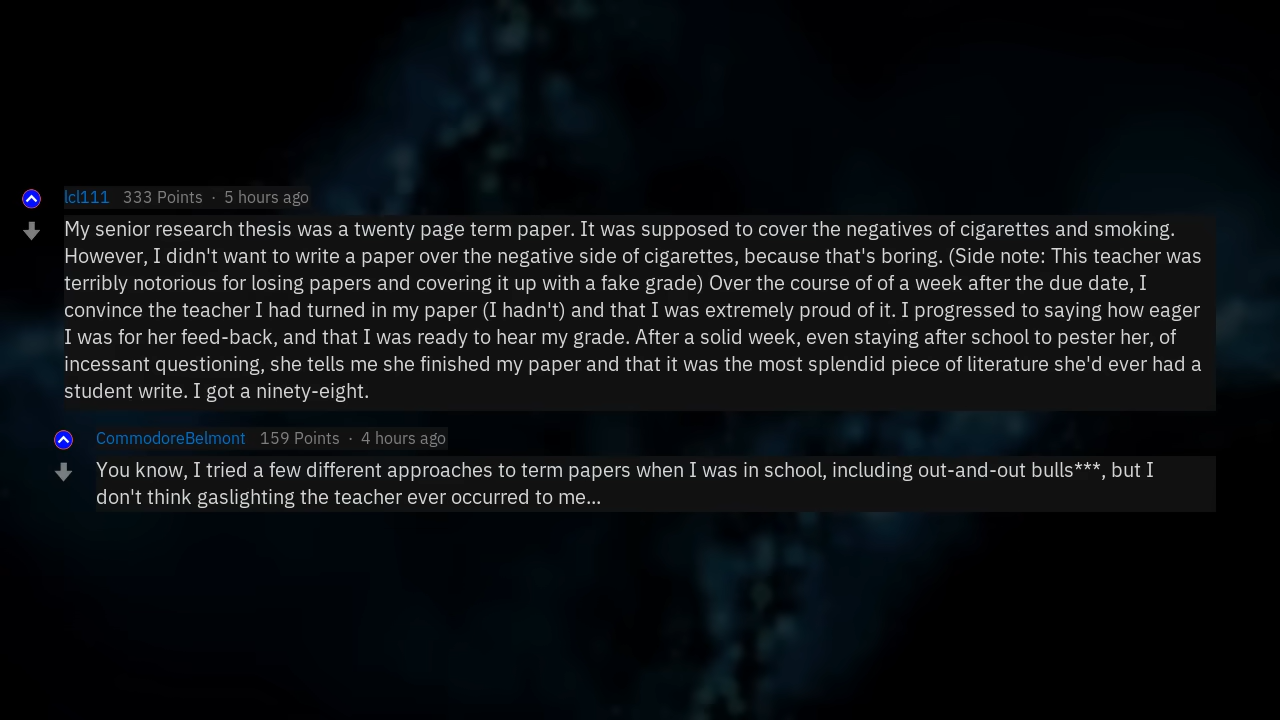 lcl111 333 Points · 5 hours ago
My senior research thesis was a twenty page term paper. It was supposed to cover the negatives of cigarettes and smoking.
However, I didn't want to write a paper over the negative side of cigarettes, because that's boring. (Side note: This teacher was
terribly notorious for losing papers and covering it up with a fake grade) Over the course of of a week after the due date, I
convince the teacher I had turned in my paper (I hadn't) and that I was extremely proud of it. I progressed to saying how eager
I was for her feed-back, and that I was ready to hear my grade. After a solid week, even staying after school to pester her, of
incessant questioning, she tells me she finished my paper and that it was the most splendid piece of literature she'd ever had a
student write. I got a ninety-eight.
CommodoreBelmont 159 Points · 4 hours ago
You know, I tried a few different approaches to term papers when I was in school, including out-and-out bulls***, but I
don't think gaslighting the teacher ever occurred to me...